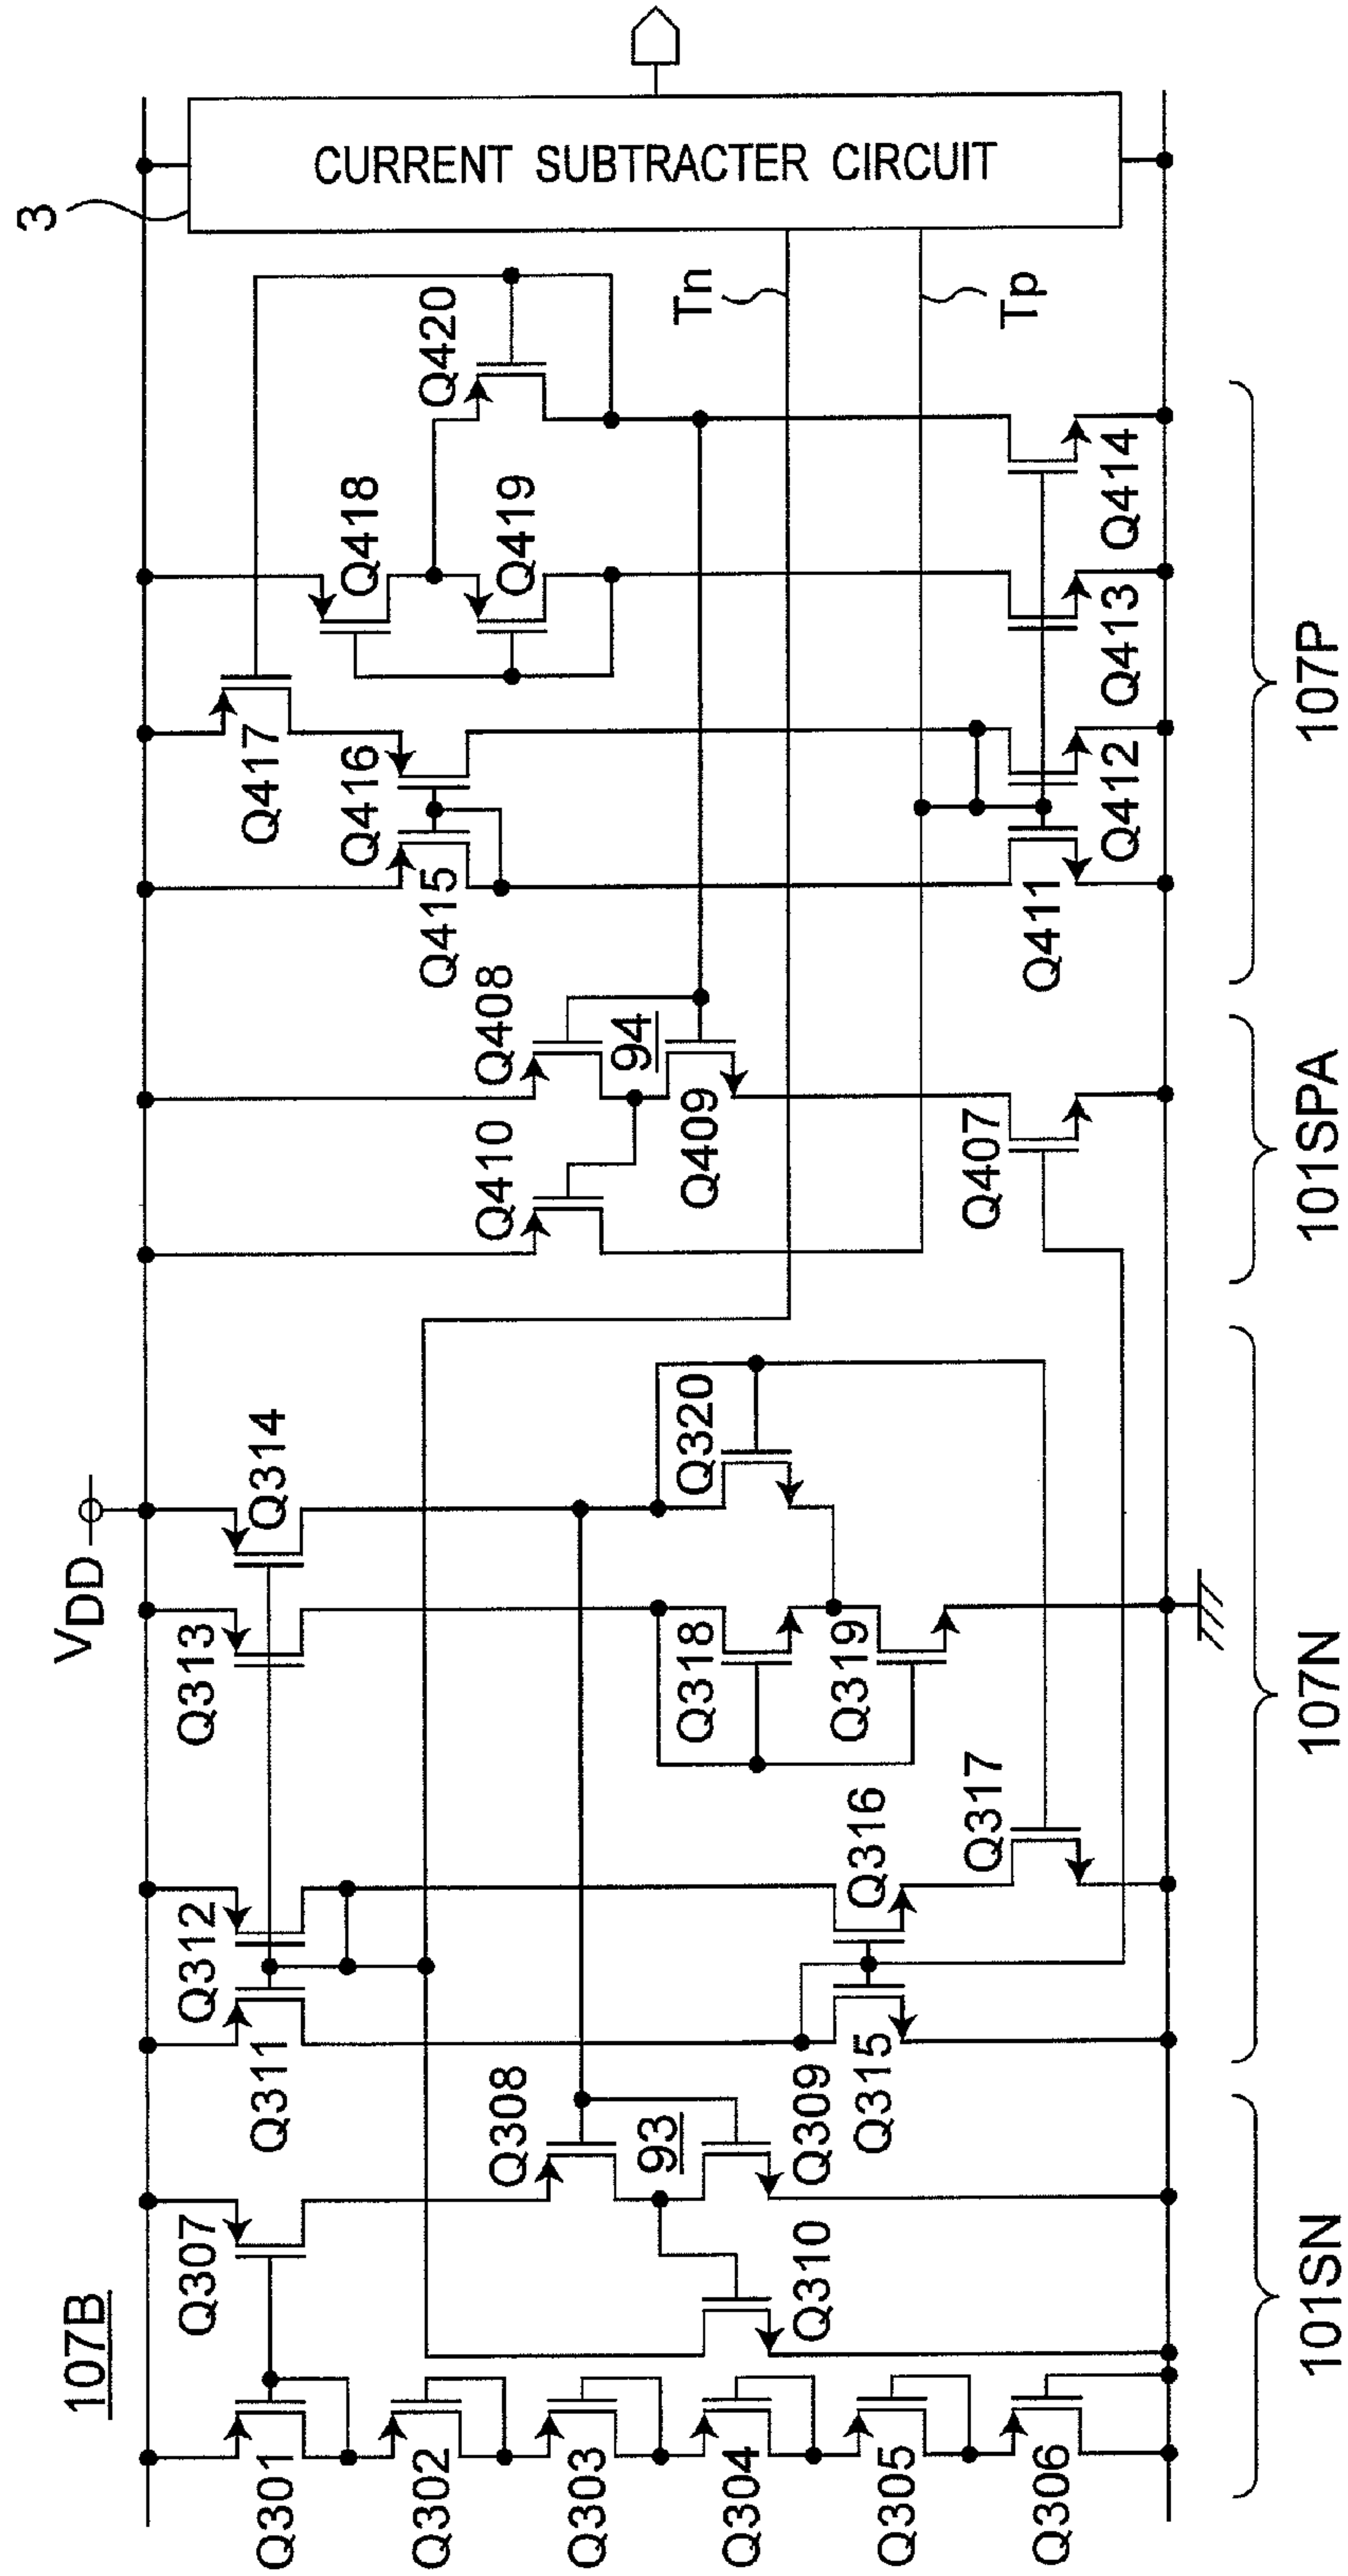 107B
VDD
3
CURRENT SUBTRACTER CIRCUIT
Tn
Tp
Q301
Q302
Q303
Q304
Q305
Q306
Q307
Q308
93
Q309
Q310
Q311
Q312
Q313
Q314
Q315
Q316
Q317
Q318
Q319
Q320
Q410
Q408
94
Q409
Q407
Q415
Q416
Q417
Q418
Q419
Q420
Q411
Q412
Q413
Q414
101SN
107N
101SPA
107P